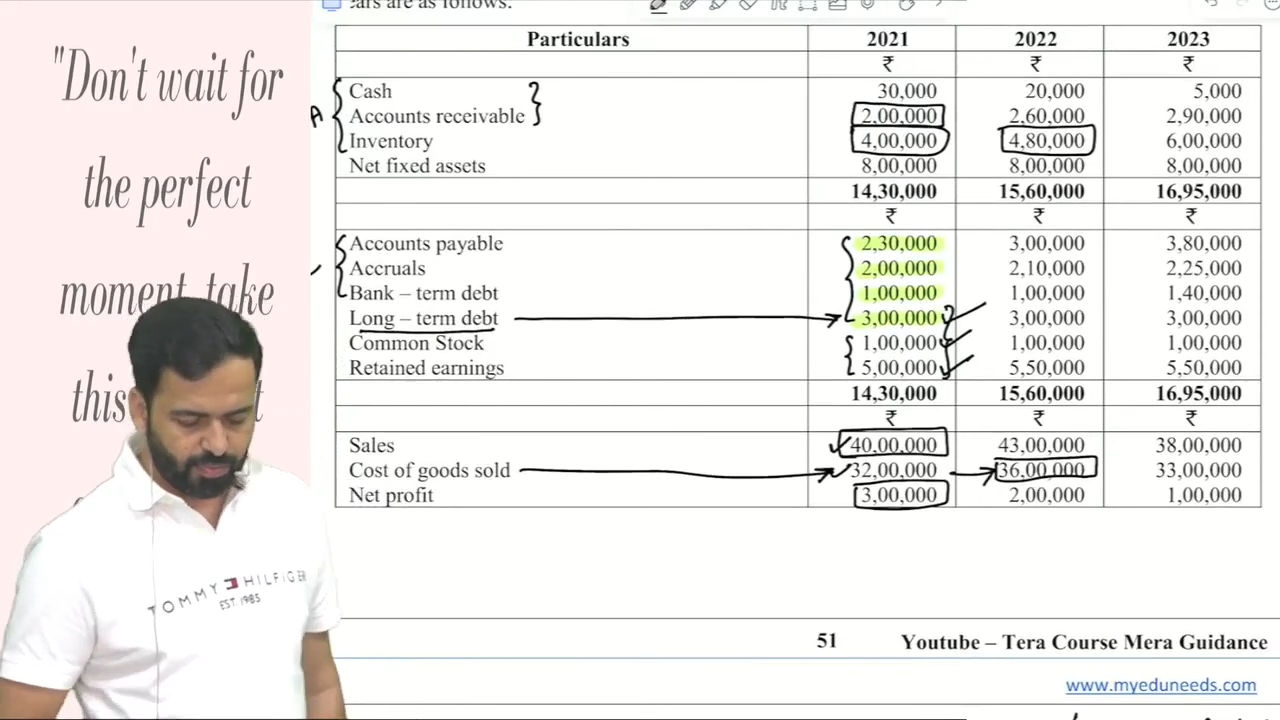 "Don't wait for
the perfect
moment, take
this
ears are as follows:
Particulars 2021 2022 2023
₹ ₹ ₹
Cash 30,000 20,000 5,000
A Accounts receivable 2,00,000 2,60,000 2,90,000
Inventory 4,00,000 4,80,000 6,00,000
Net fixed assets 8,00,000 8,00,000 8,00,000
14,30,000 15,60,000 16,95,000
₹ ₹ ₹
Accounts payable 2,30,000 3,00,000 3,80,000
Accruals 2,00,000 2,10,000 2,25,000
Bank – term debt 1,00,000 1,00,000 1,40,000
Long – term debt 3,00,000 3,00,000 3,00,000
Common Stock 1,00,000 1,00,000 1,00,000
Retained earnings 5,00,000 5,50,000 5,50,000
14,30,000 15,60,000 16,95,000
₹ ₹ ₹
Sales 40,00,000 43,00,000 38,00,000
Cost of goods sold 32,00,000 36,00,000 33,00,000
Net profit 3,00,000 2,00,000 1,00,000
TOMMY HILFIGER
EST. 1985
51 Youtube – Tera Course Mera Guidance
www.myeduneeds.com